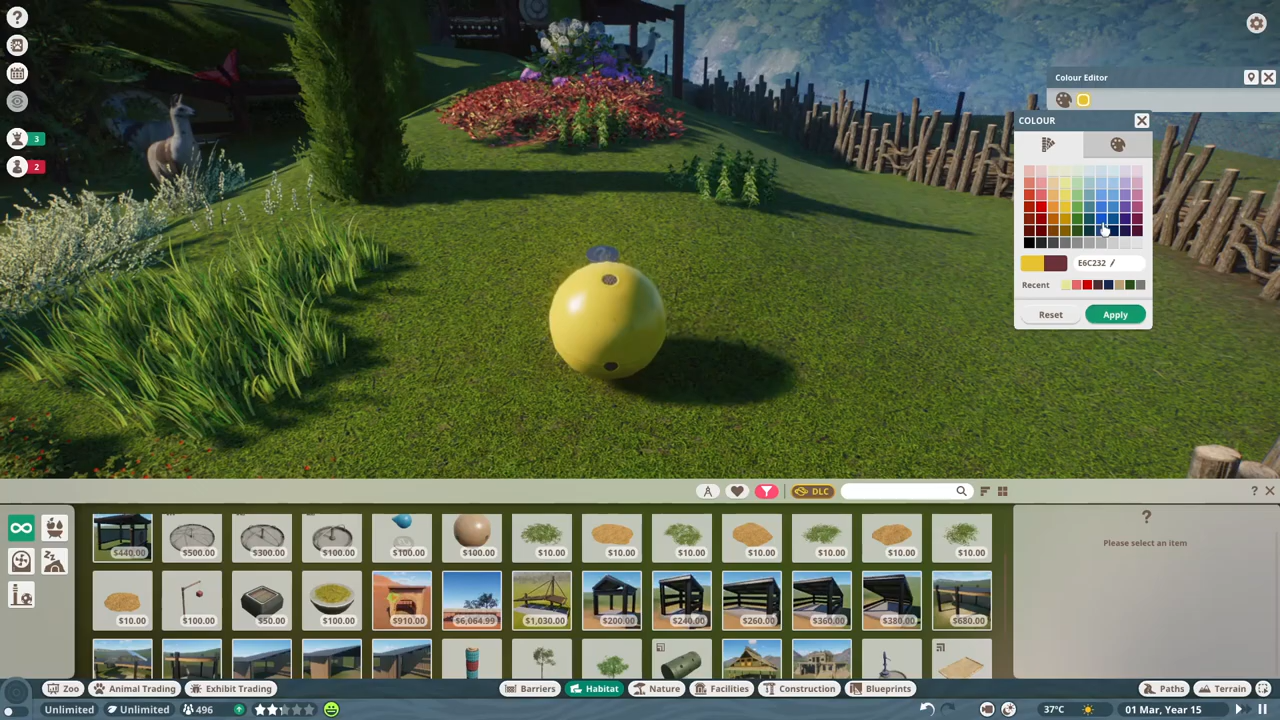 ?
Colour Editor
COLOUR
3
2
E6C232
Recent
Reset
Apply
DLC
?
?
Please select an item
$440.00
$500.00
$300.00
$100.00
$100.00
$100.00
$10.00
$10.00
$10.00
$10.00
$10.00
$10.00
$10.00
$10.00
$100.00
$50.00
$100.00
$910.00
$6,064.99
$1,030.00
$200.00
$240.00
$260.00
$360.00
$380.00
$680.00
Zoo
Animal Trading
Exhibit Trading
Barriers
Habitat
Nature
Facilities
Construction
Blueprints
Paths
Terrain
Unlimited
Unlimited
496
37°C
01 Mar, Year 15